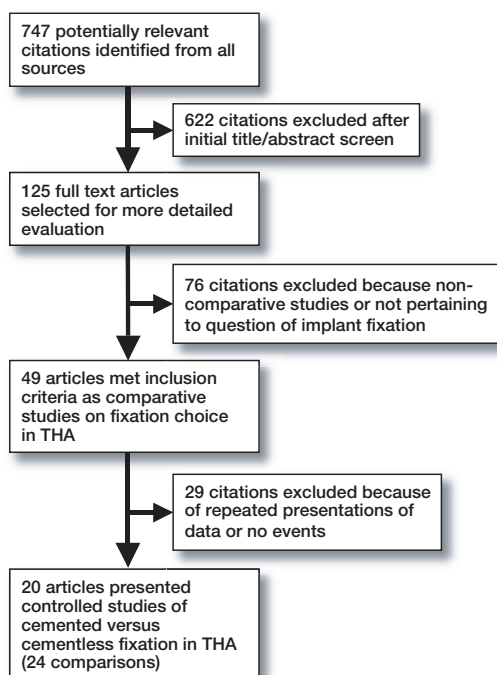 747 potentially relevant
citations identified from all
sources
622 citations excluded after
initial title/abstract screen
125 full text articles
selected for more detailed
evaluation
76 citations excluded because non-
comparative studies or not pertaining
to question of implant fixation
49 articles met inclusion
criteria as comparative
studies on fixation choice
in THA
29 citations excluded because
of repeated presentations of
data or no events
20 articles presented
controlled studies of
cemented versus
cementless fixation in THA
(24 comparisons)